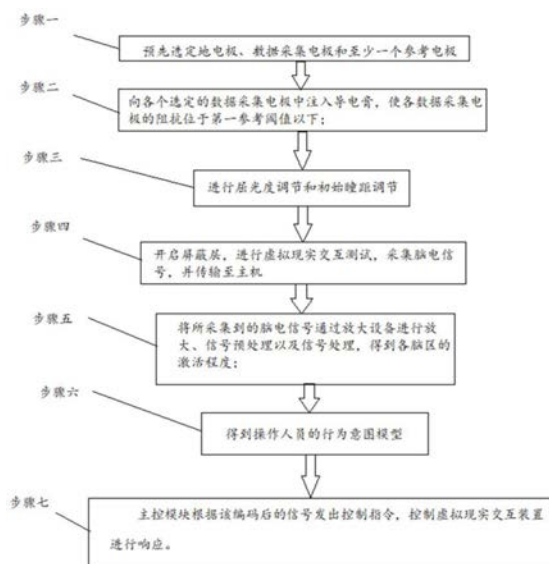 步骤一
预先选定地电极、数据采集电极和至少一个参考电极
步骤二
向各个选定的数据采集电极中注入导电膏，使各数据采集电
极的阻抗位于第一参考阈值以下；
步骤三
进行屈光度调节和初始瞳距调节
步骤四
开启屏蔽层，进行虚拟现实交互测试，采集脑电信
号，并传输至主机
步骤五
将所采集到的脑电信号通过放大设备进行放
大、信号预处理以及信号处理，得到各脑区的
激活程度；
步骤六
得到操作人员的行为意图模型
步骤七
主控模块根据该编码后的信号发出控制指令，控制虚拟现实交互装置
进行响应。